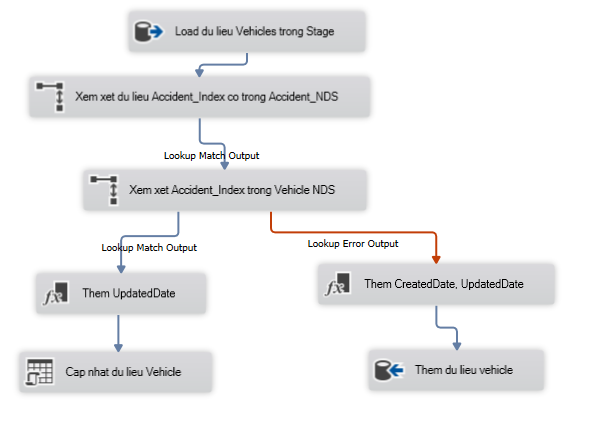 Load du lieu Vehicles trong Stage
Xem xet du lieu Accident_Index co trong Accident_NDS
Lookup Match Output
Xem xet Accident_Index trong Vehicle NDS
Lookup Match Output
Lookup Error Output
Them UpdatedDate
Them CreatedDate, UpdatedDate
Cap nhat du lieu Vehicle
Them du lieu vehicle